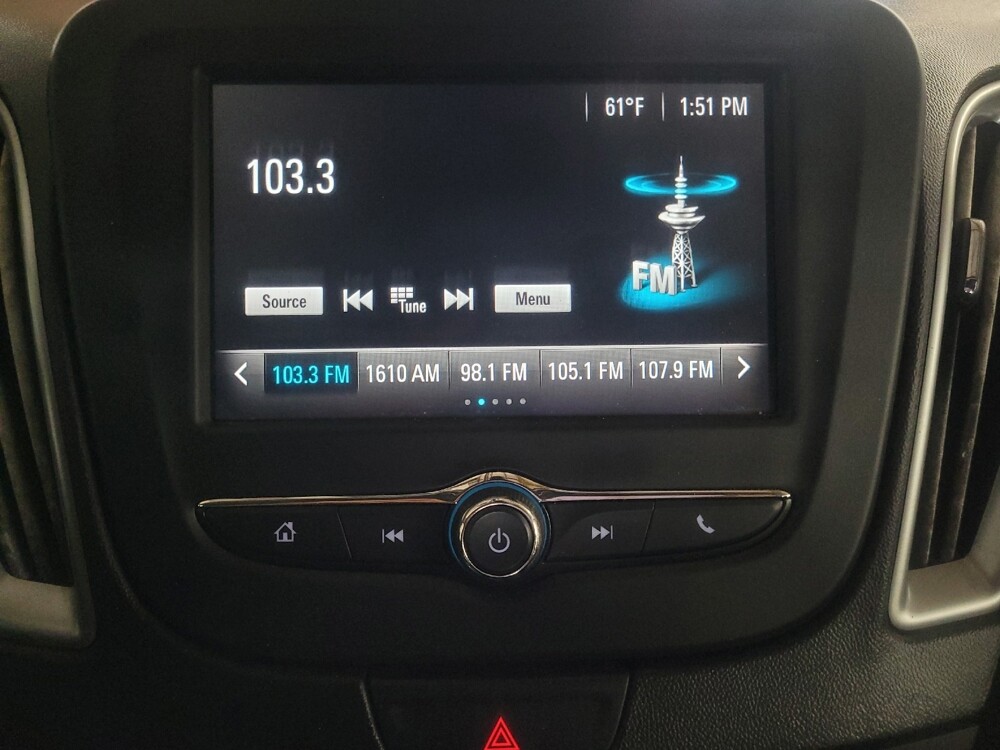 61°F 1:51 PM
103.3
FM
Source Tune Menu
103.3 FM 1610 AM 98.1 FM 105.1 FM 107.9 FM